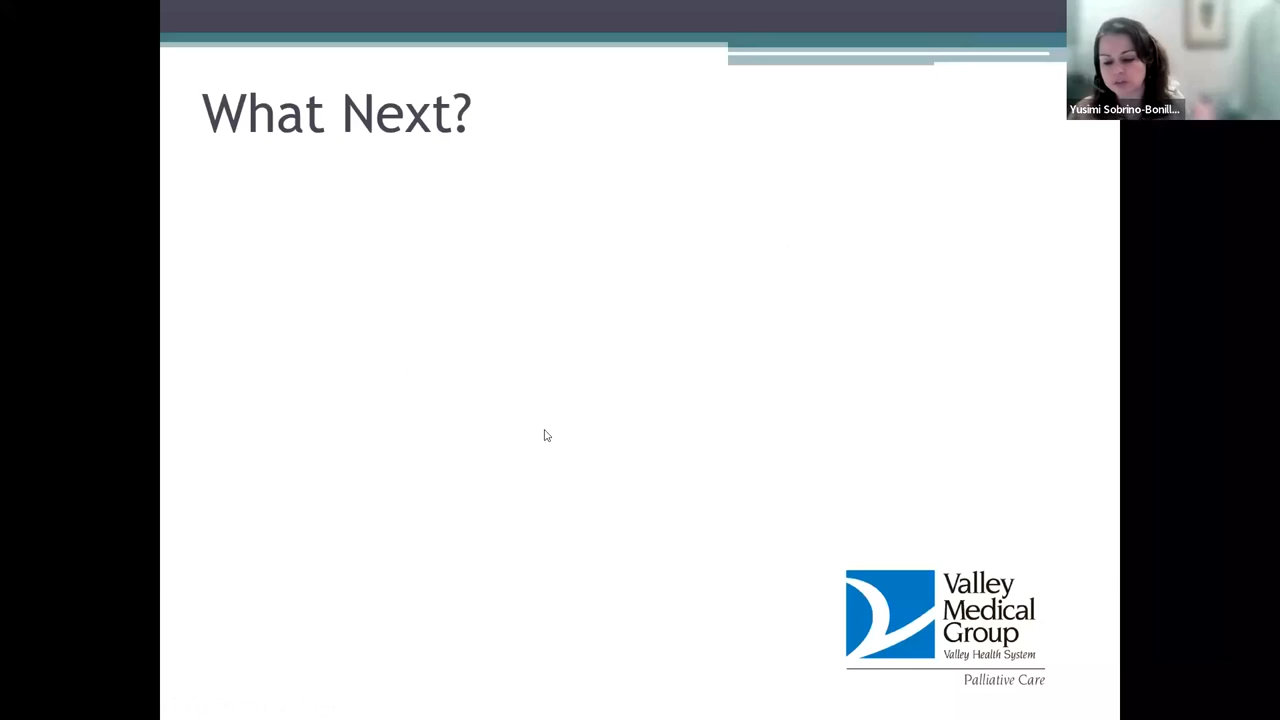 What Next?
Yusimi Sobrino-Bonill...
Valley
Medical
Group
Valley Health System
Palliative Care